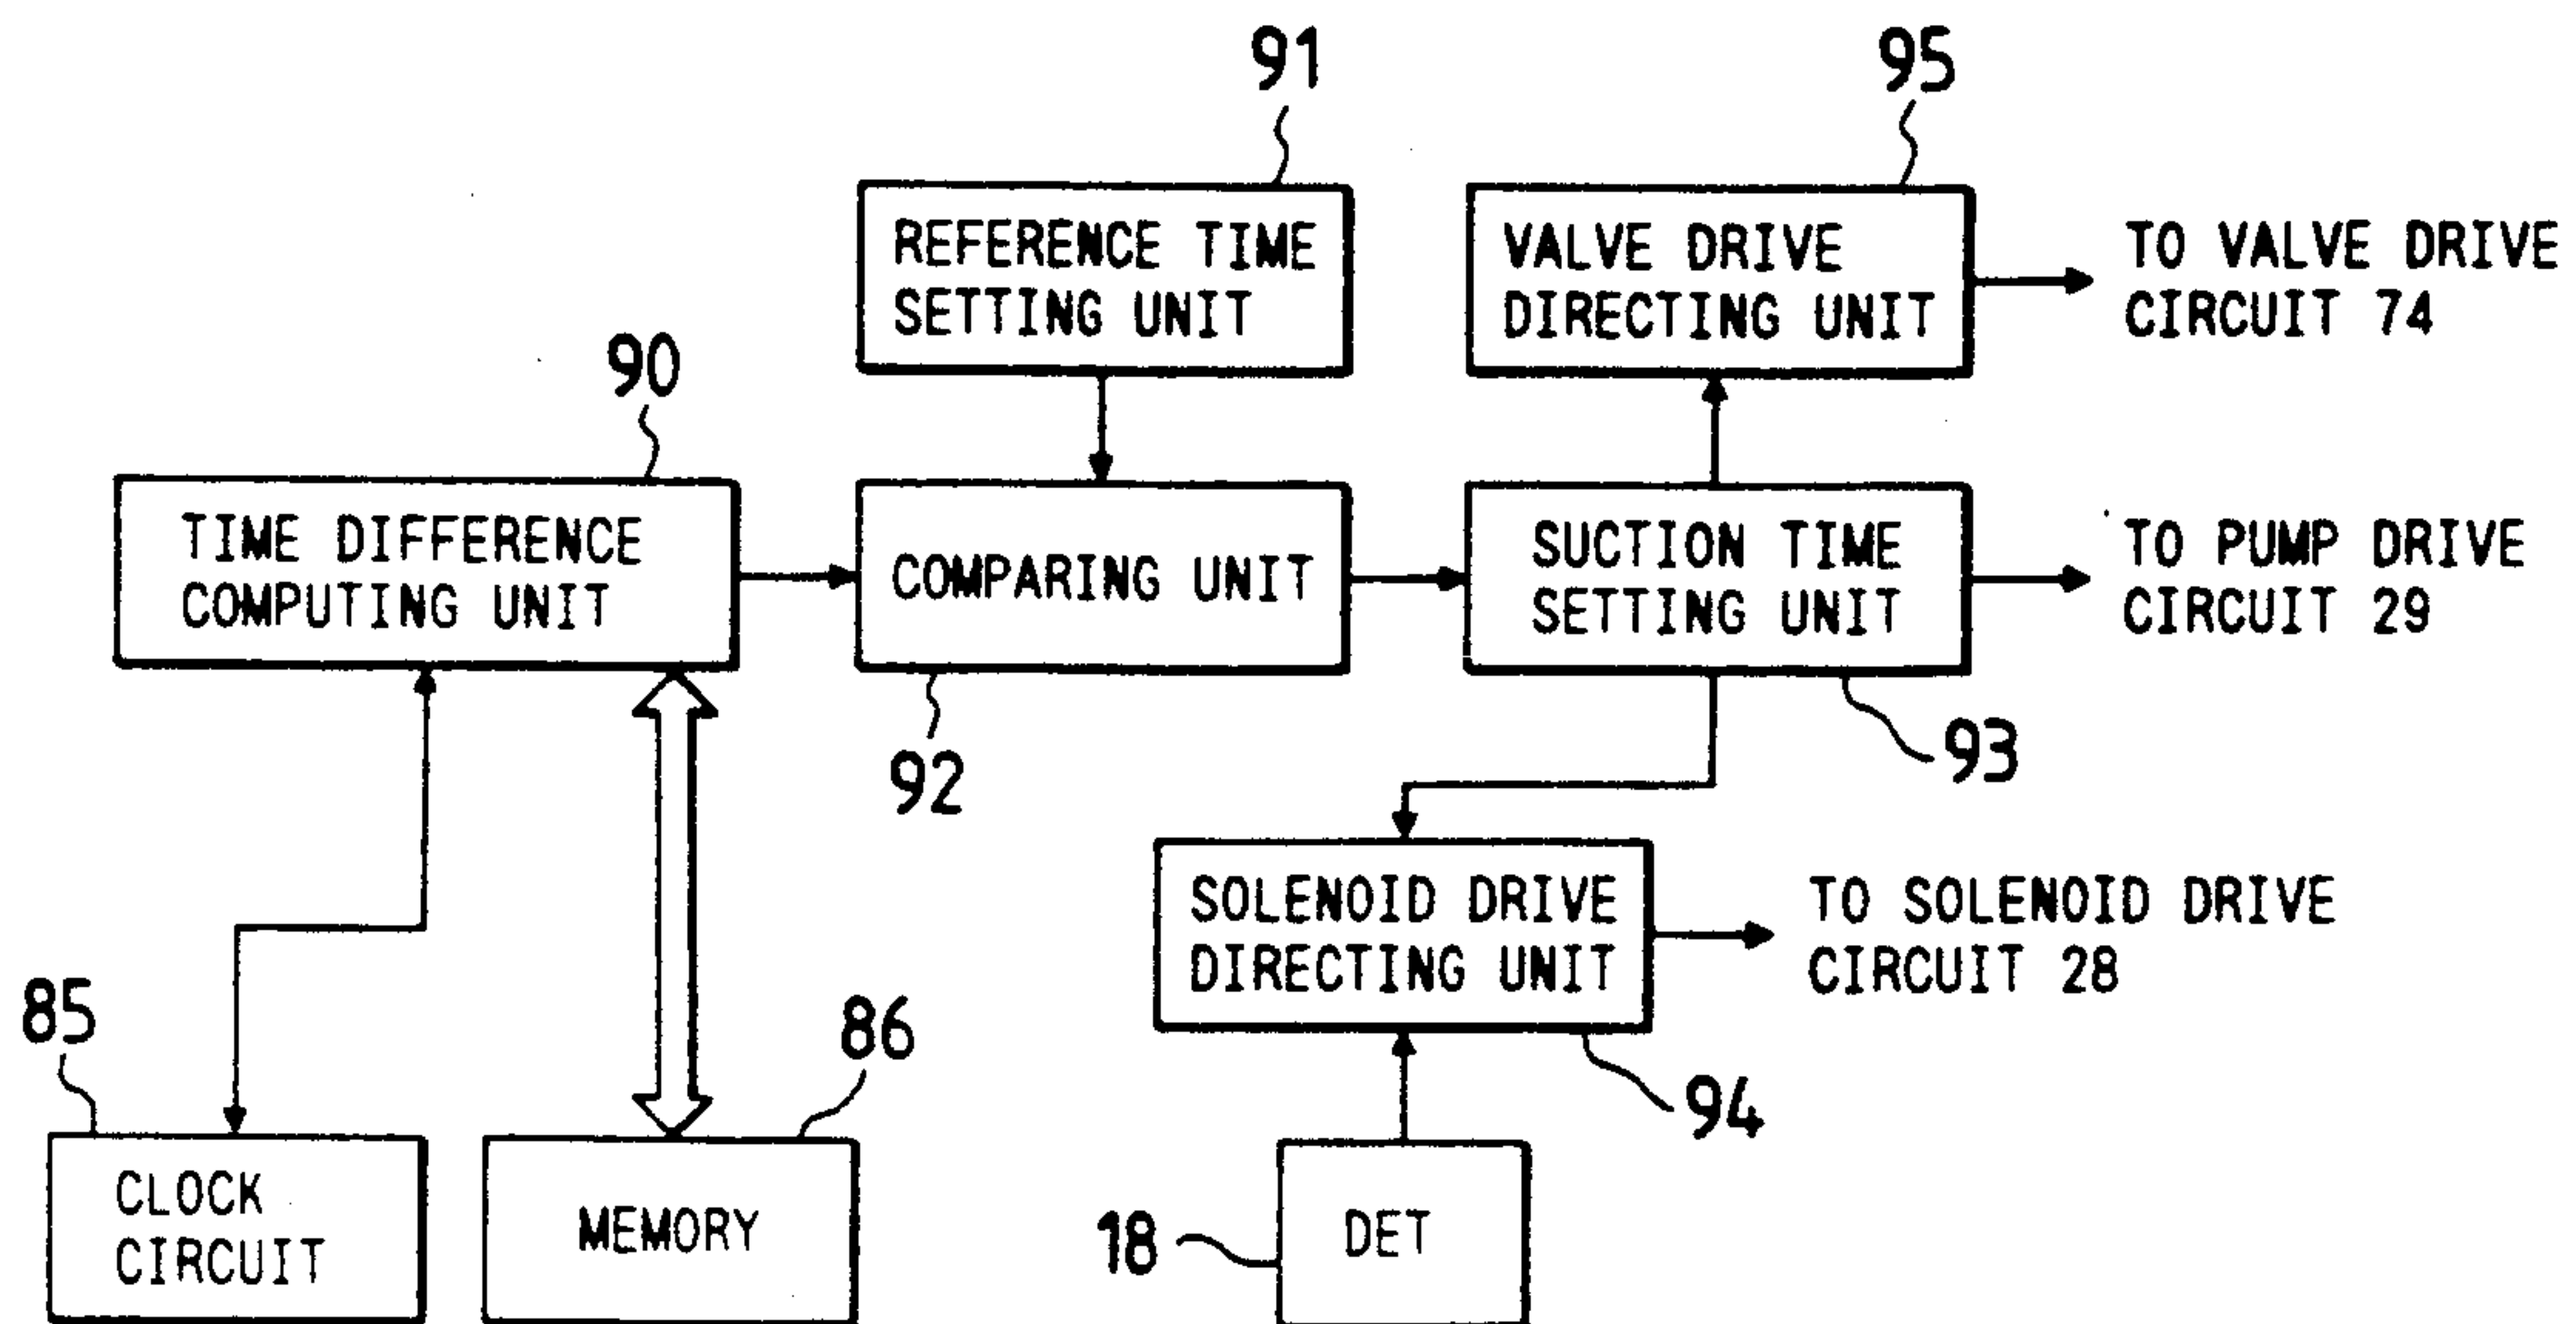 91
95
REFERENCE TIME
SETTING UNIT
VALVE DRIVE
DIRECTING UNIT
TO VALVE DRIVE
CIRCUIT 74
90
TIME DIFFERENCE
COMPUTING UNIT
COMPARING UNIT
SUCTION TIME
SETTING UNIT
TO PUMP DRIVE
CIRCUIT 29
92
93
SOLENOID DRIVE
DIRECTING UNIT
TO SOLENOID DRIVE
CIRCUIT 28
85
86
94
CLOCK
CIRCUIT
MEMORY
18
DET